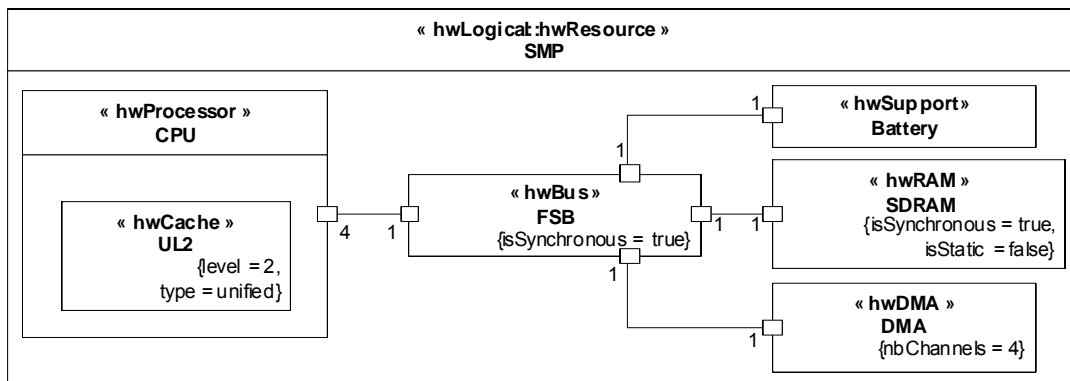 « hwLogical::hwResource »
SMP
« hwProcessor »
CPU
« hwCache »
UL2
{level = 2,
type = unified}
4
1
« hwBus »
FSB
{isSynchronous = true}
1
1
1
1
« hwSupport»
Battery
1
« hwRAM »
SDRAM
{isSynchronous = true,
isStatic = false}
1
« hwDMA »
DMA
{nbChannels = 4}
1